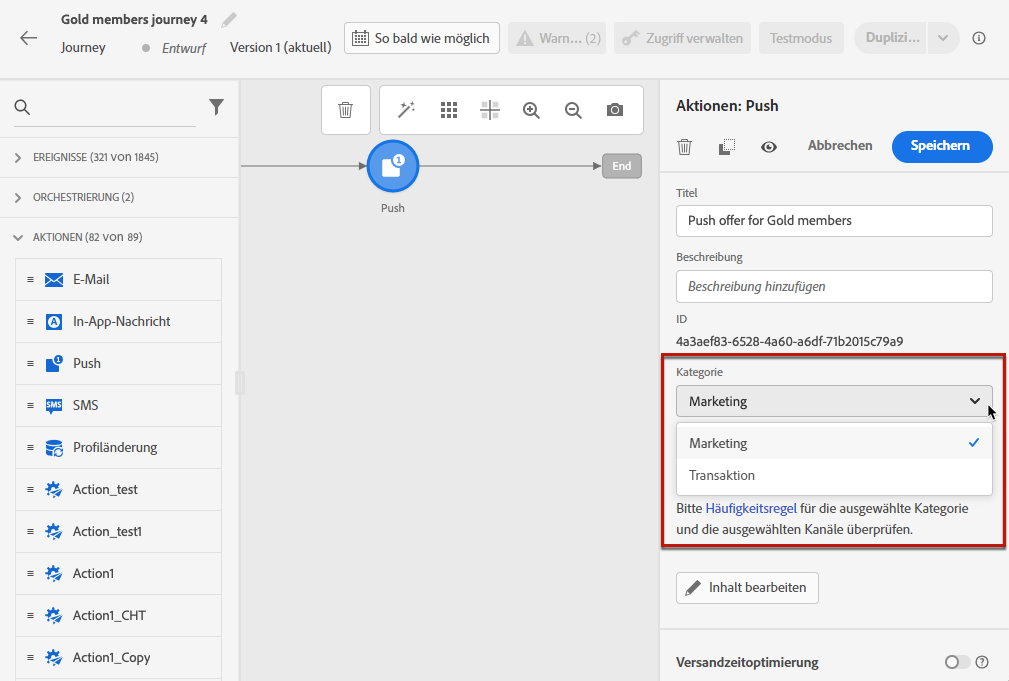 Gold members journey 4
Journey
Entwurf
Version 1 (aktuell)
So bald wie möglich
Warn... (2)
Zugriff verwalten
Testmodus
Duplizi...
EREIGNISSE (321 von 1845)
ORCHESTRIERUNG (2)
AKTIONEN (82 von 89)
E-Mail
In-App-Nachricht
Push
SMS
SMS
Profiländerung
Action_test
Action_test1
Action1
Action1_CHT
Action1_Copy
1
Push
End
Aktionen: Push
Abbrechen
Speichern
Titel
Push offer for Gold members
Beschreibung
Beschreibung hinzufügen
ID
4a3aef83-6528-4a60-a6df-71b2015c79a9
Kategorie
Marketing
Marketing
Transaktion
Bitte Häufigkeitsregel für die ausgewählte Kategorie
und die ausgewählten Kanäle überprüfen.
Inhalt bearbeiten
Versandzeitoptimierung